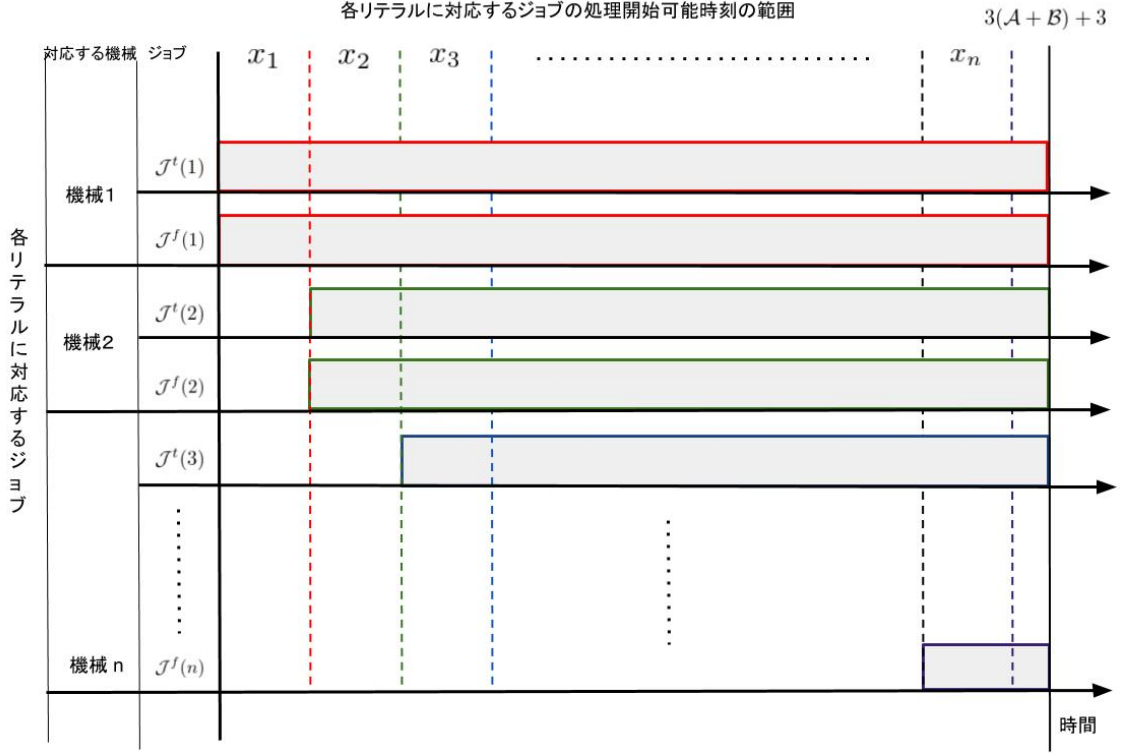 各リテラルに対応するジョブの処理開始可能時刻の範囲
3(𝒜 + ℬ) + 3
対応する機械 ジョブ x₁ x₂ x₃ ........................... xₙ
𝒥ᵗ(1)
機械1
𝒥ᶠ(1)
𝒥ᵗ(2)
機械2
𝒥ᶠ(2)
𝒥ᵗ(3)
機械 n 𝒥ᶠ(n)
時間
各リテラルに対応するジョブ